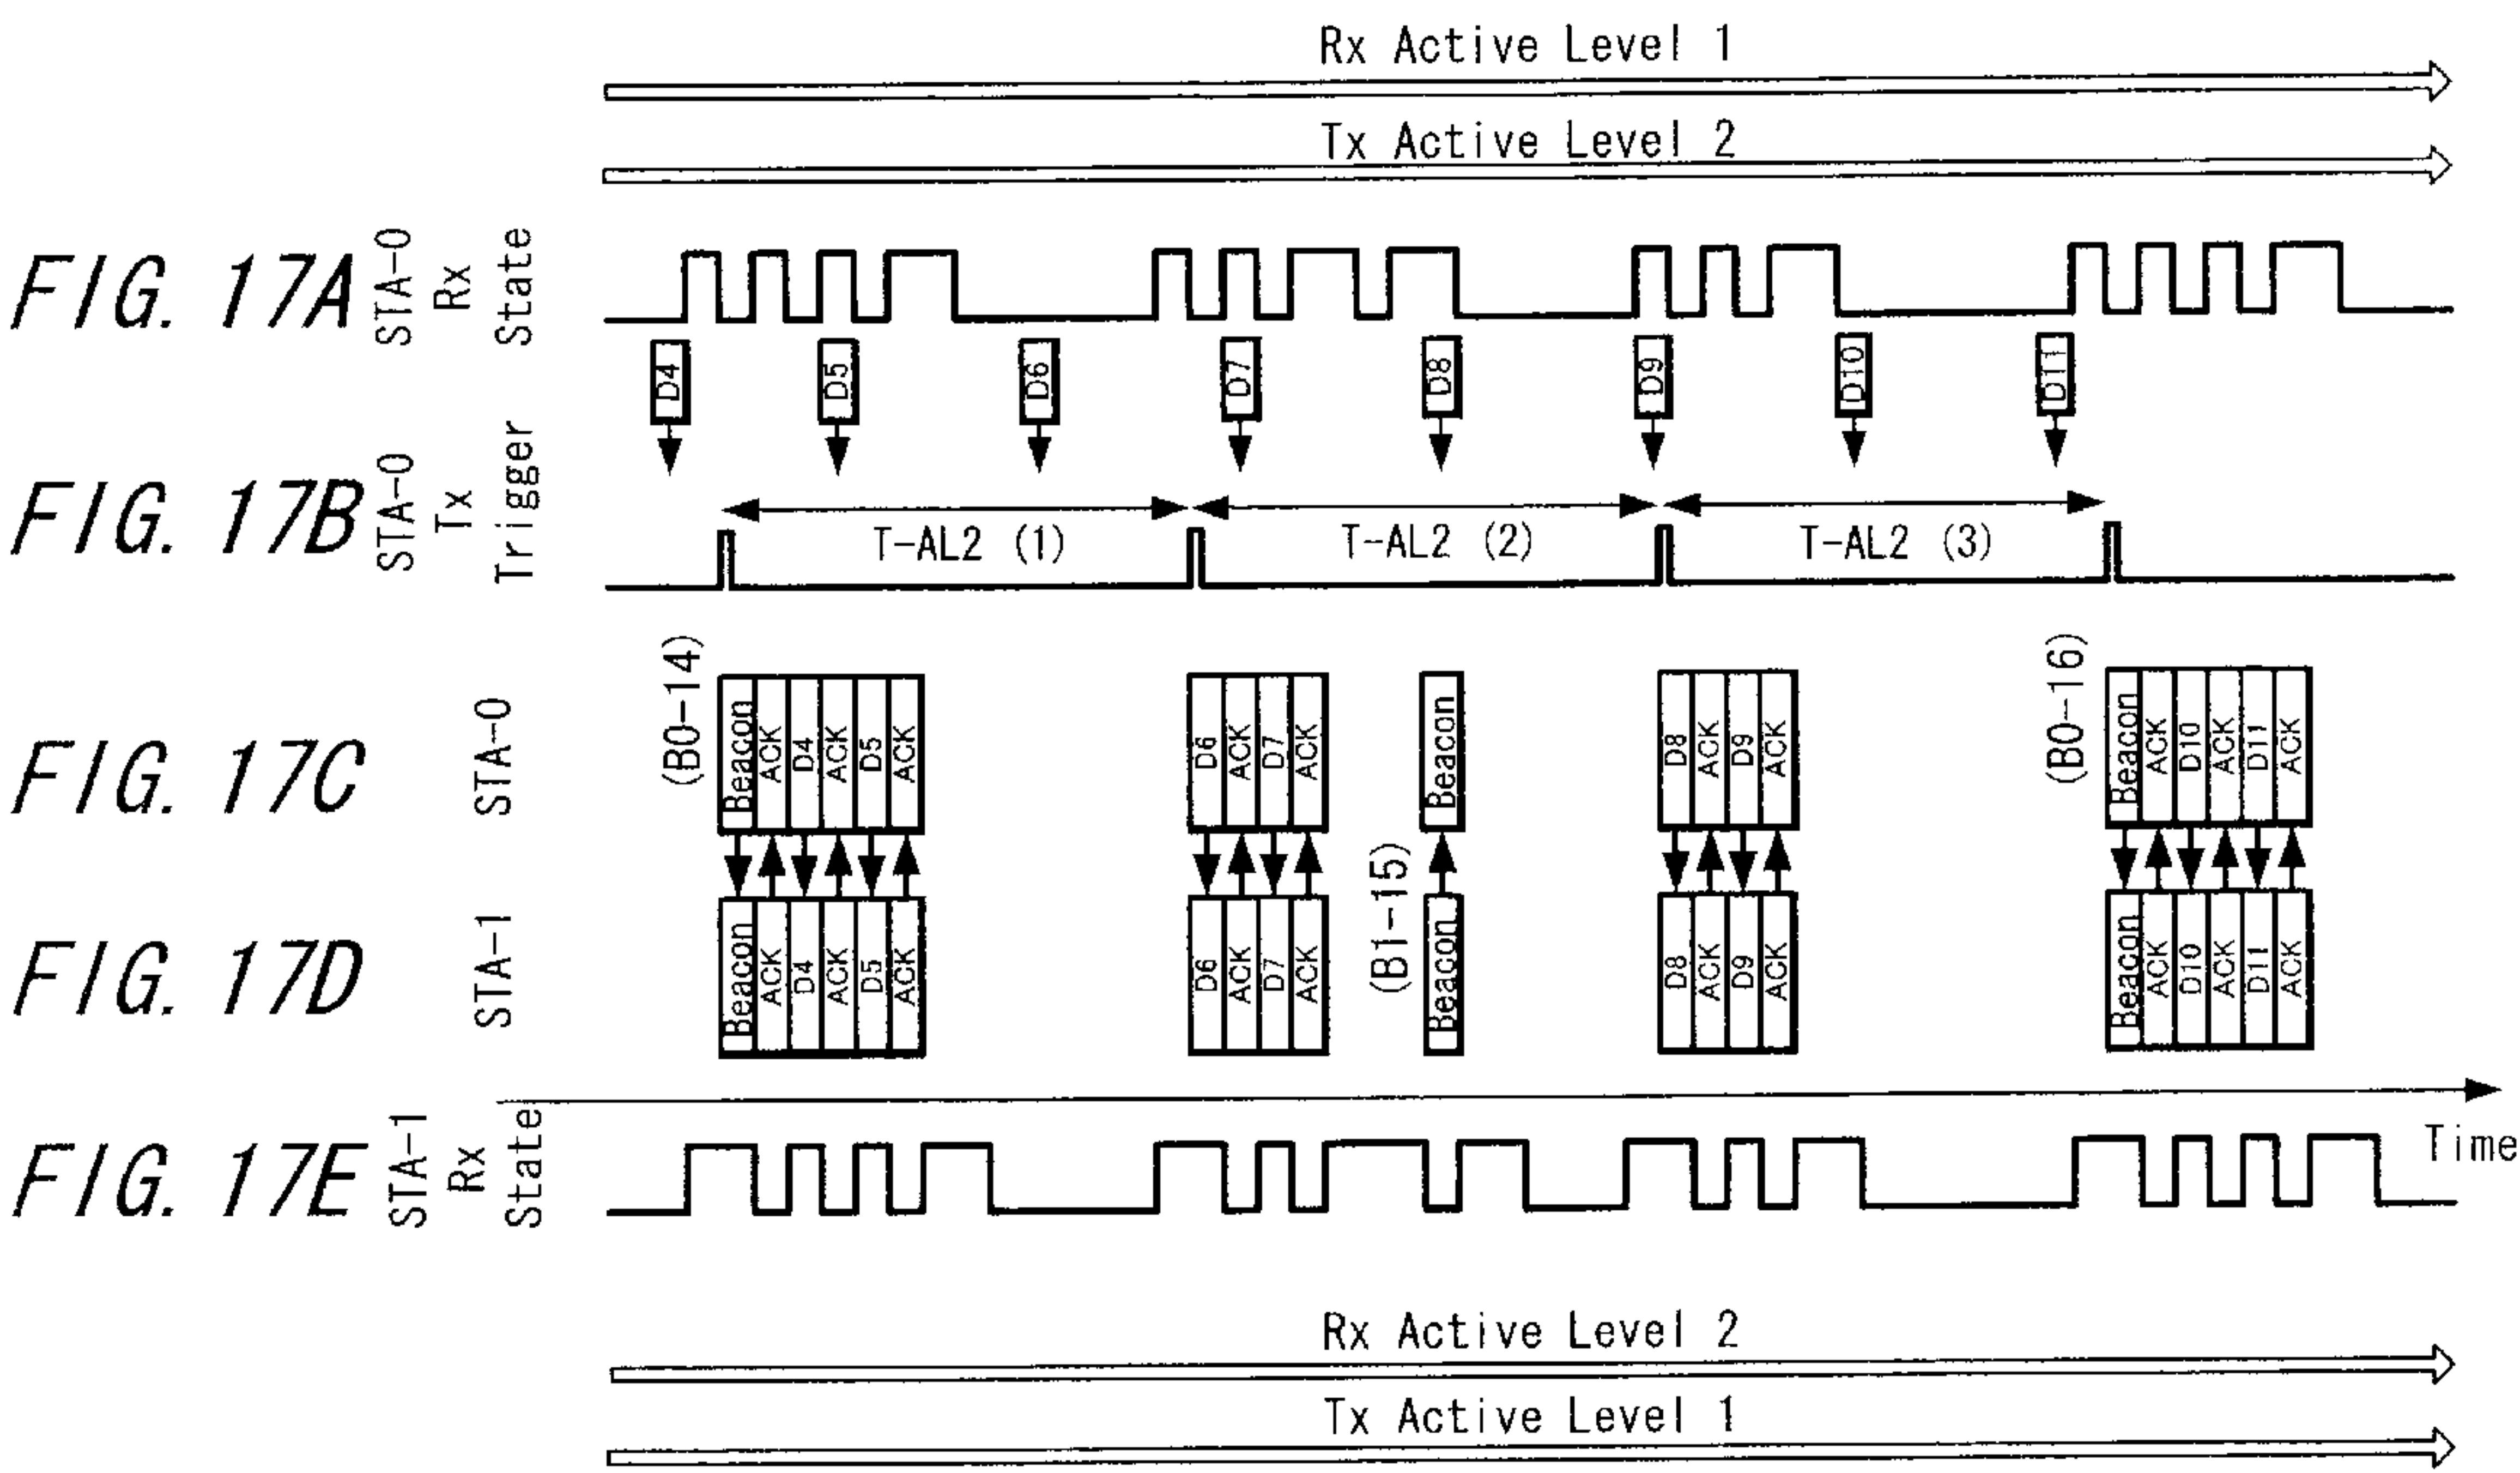 Rx Active Level 1
Tx Active Level 2
FIG. 17A
STA-0
Rx
State
D4
D5
D6
D7
D8
D9
D10
D11
FIG. 17B
STA-0
Tx
Trigger
T-AL2 (1)
T-AL2 (2)
T-AL2 (3)
FIG. 17C
STA-0
(B0-14)
Beacon
ACK
D4
ACK
D5
ACK
D6
ACK
D7
ACK
Beacon
D8
ACK
D9
ACK
(B0-16)
Beacon
ACK
D10
ACK
D11
ACK
FIG. 17D
STA-1
Beacon
ACK
D4
ACK
D5
ACK
D6
ACK
D7
ACK
(B1-15)
Beacon
D8
ACK
D9
ACK
Beacon
ACK
D10
ACK
D11
ACK
Time
FIG. 17E
STA-1
Rx
State
Rx Active Level 2
Tx Active Level 1